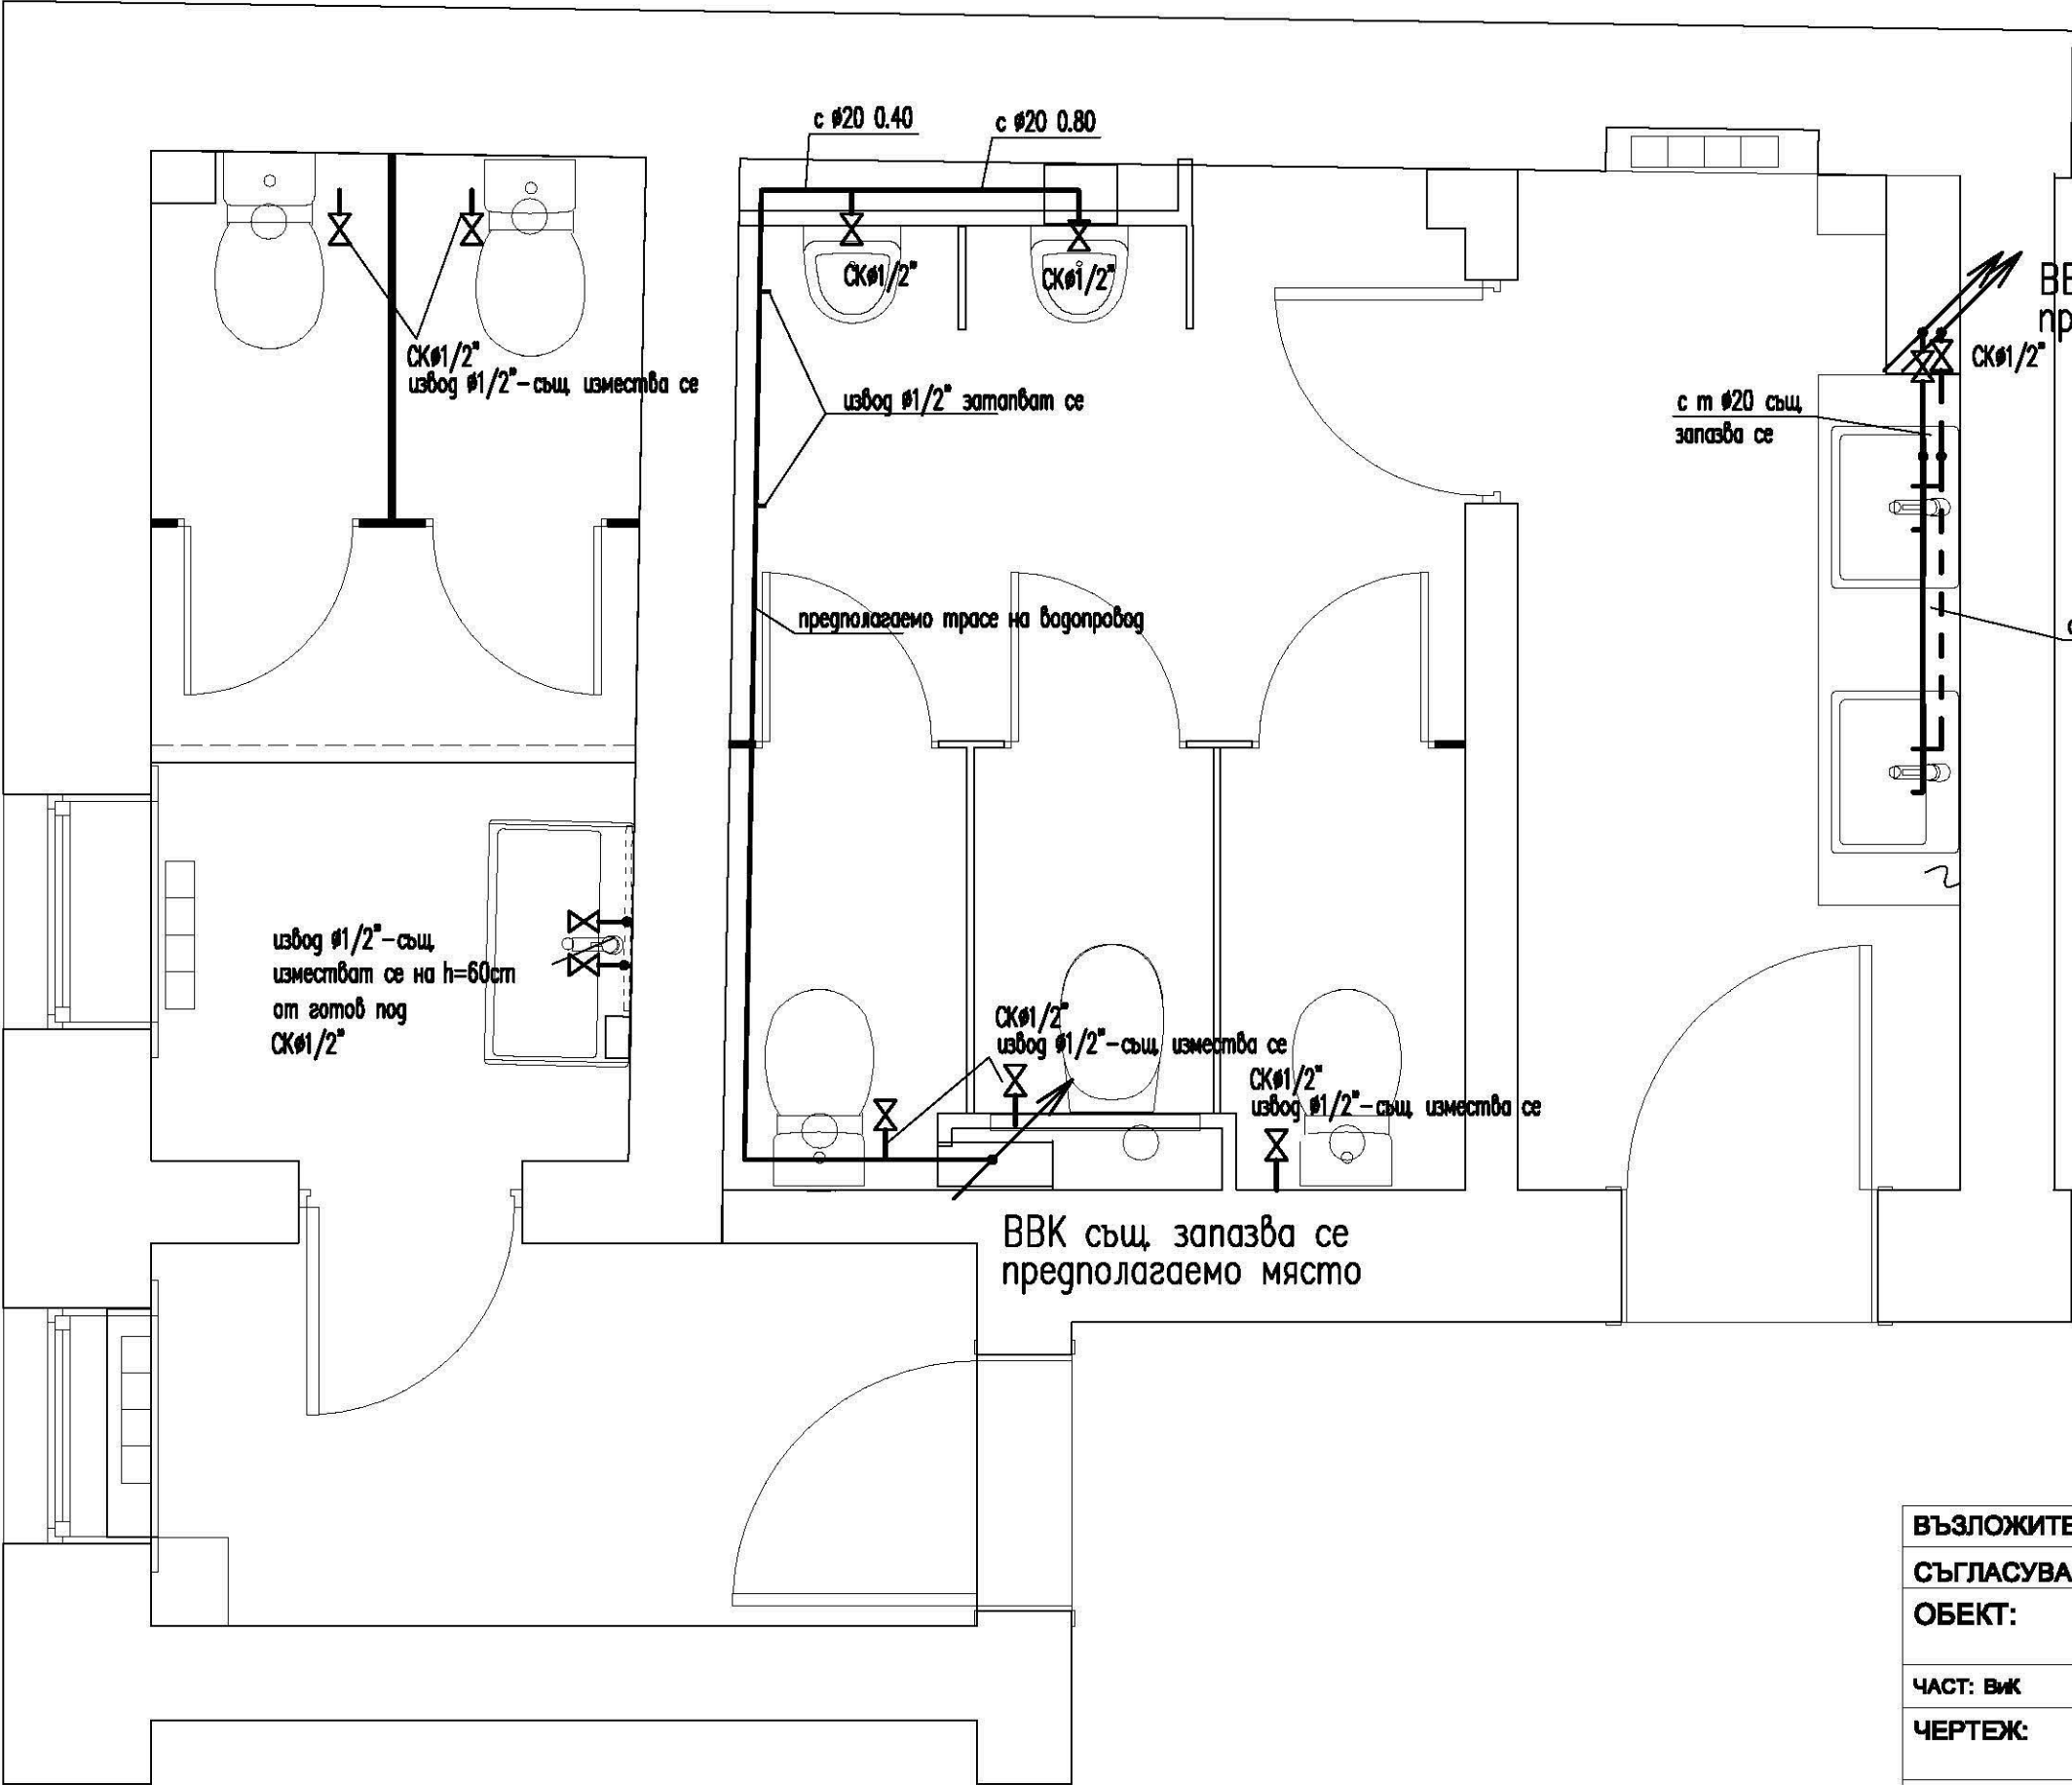 с ø20 0.40
с ø20 0.80
СКø1/2"
СКø1/2"
СКø1/2"
извод ø1/2"-същ. измества се
извод ø1/2" затапват се
СКø1/2"
с т ø20 същ.
запазва се
предполагаемо трасе на водопровод
извод ø1/2"-същ.
изместват се на h=60cm
от готов под
СКø1/2"
СКø1/2"
извод ø1/2"-същ. измества се
СКø1/2"
извод ø1/2"-същ. измества се
ВВК същ. запазва се
предполагаемо място
ВЪЗЛОЖИТЕ
СЪГЛАСУВА
ОБЕКТ:
ЧАСТ: ВиК
ЧЕРТЕЖ: